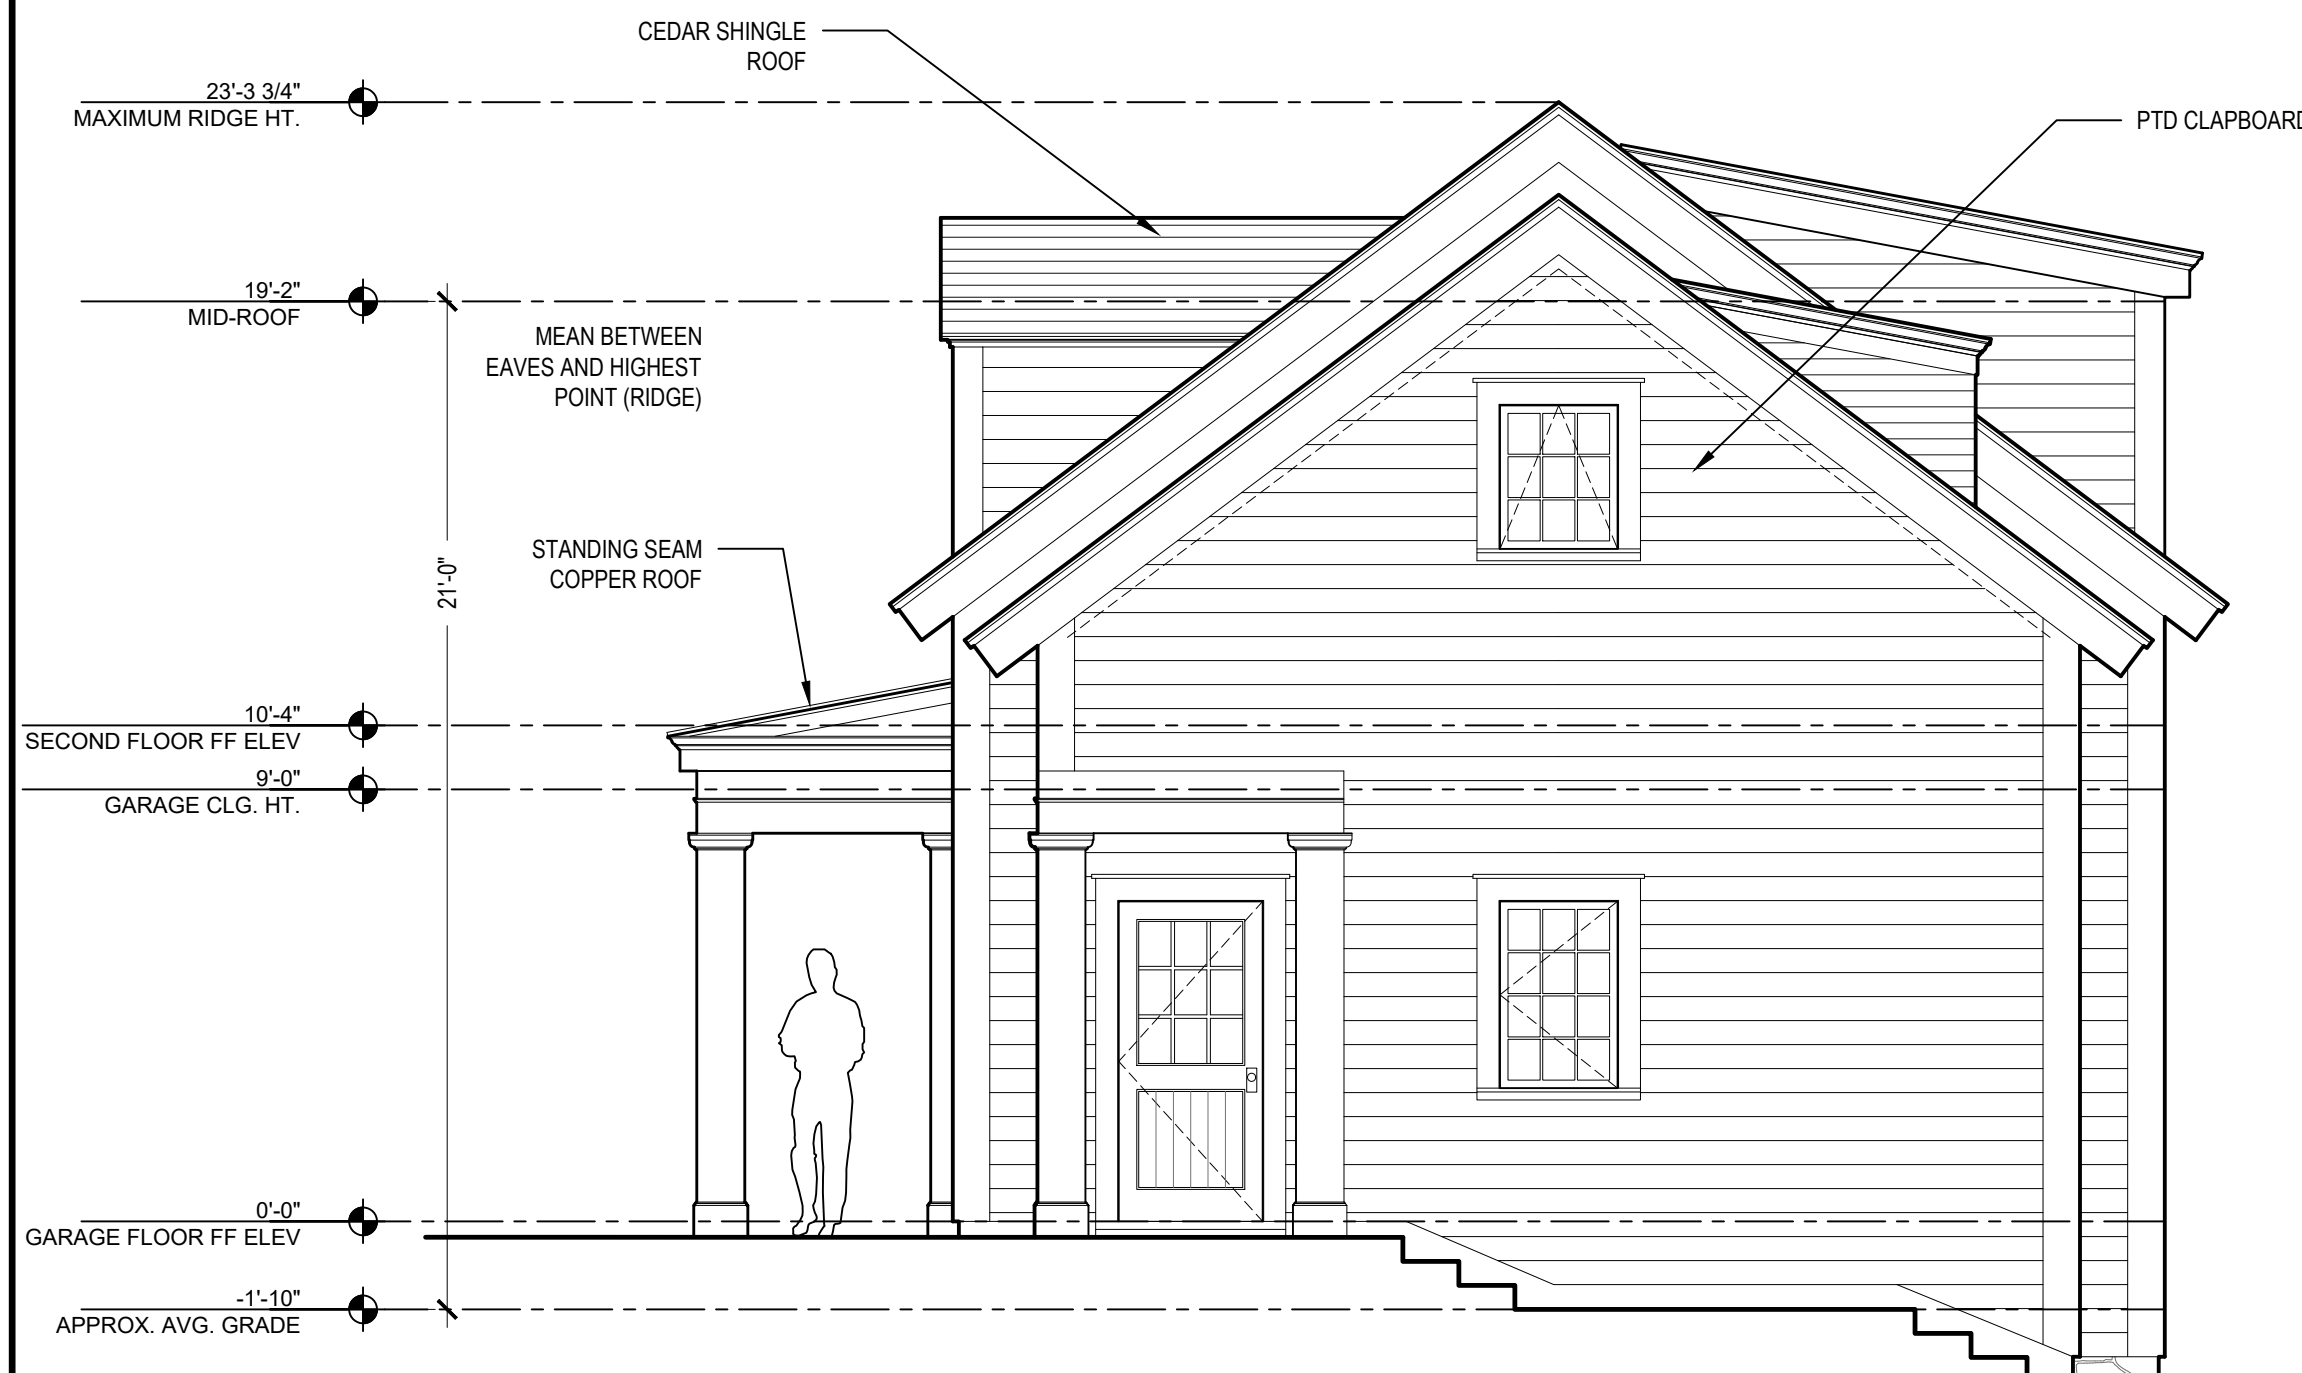 CEDAR SHINGLE
ROOF
23'-3 3/4"
MAXIMUM RIDGE HT.
PTD CLAPBOARD
19'-2"
MID-ROOF
MEAN BETWEEN
EAVES AND HIGHEST
POINT (RIDGE)
STANDING SEAM
COPPER ROOF
21'-0"
10'-4"
SECOND FLOOR FF ELEV
9'-0"
GARAGE CLG. HT.
0'-0"
GARAGE FLOOR FF ELEV
-1'-10"
APPROX. AVG. GRADE